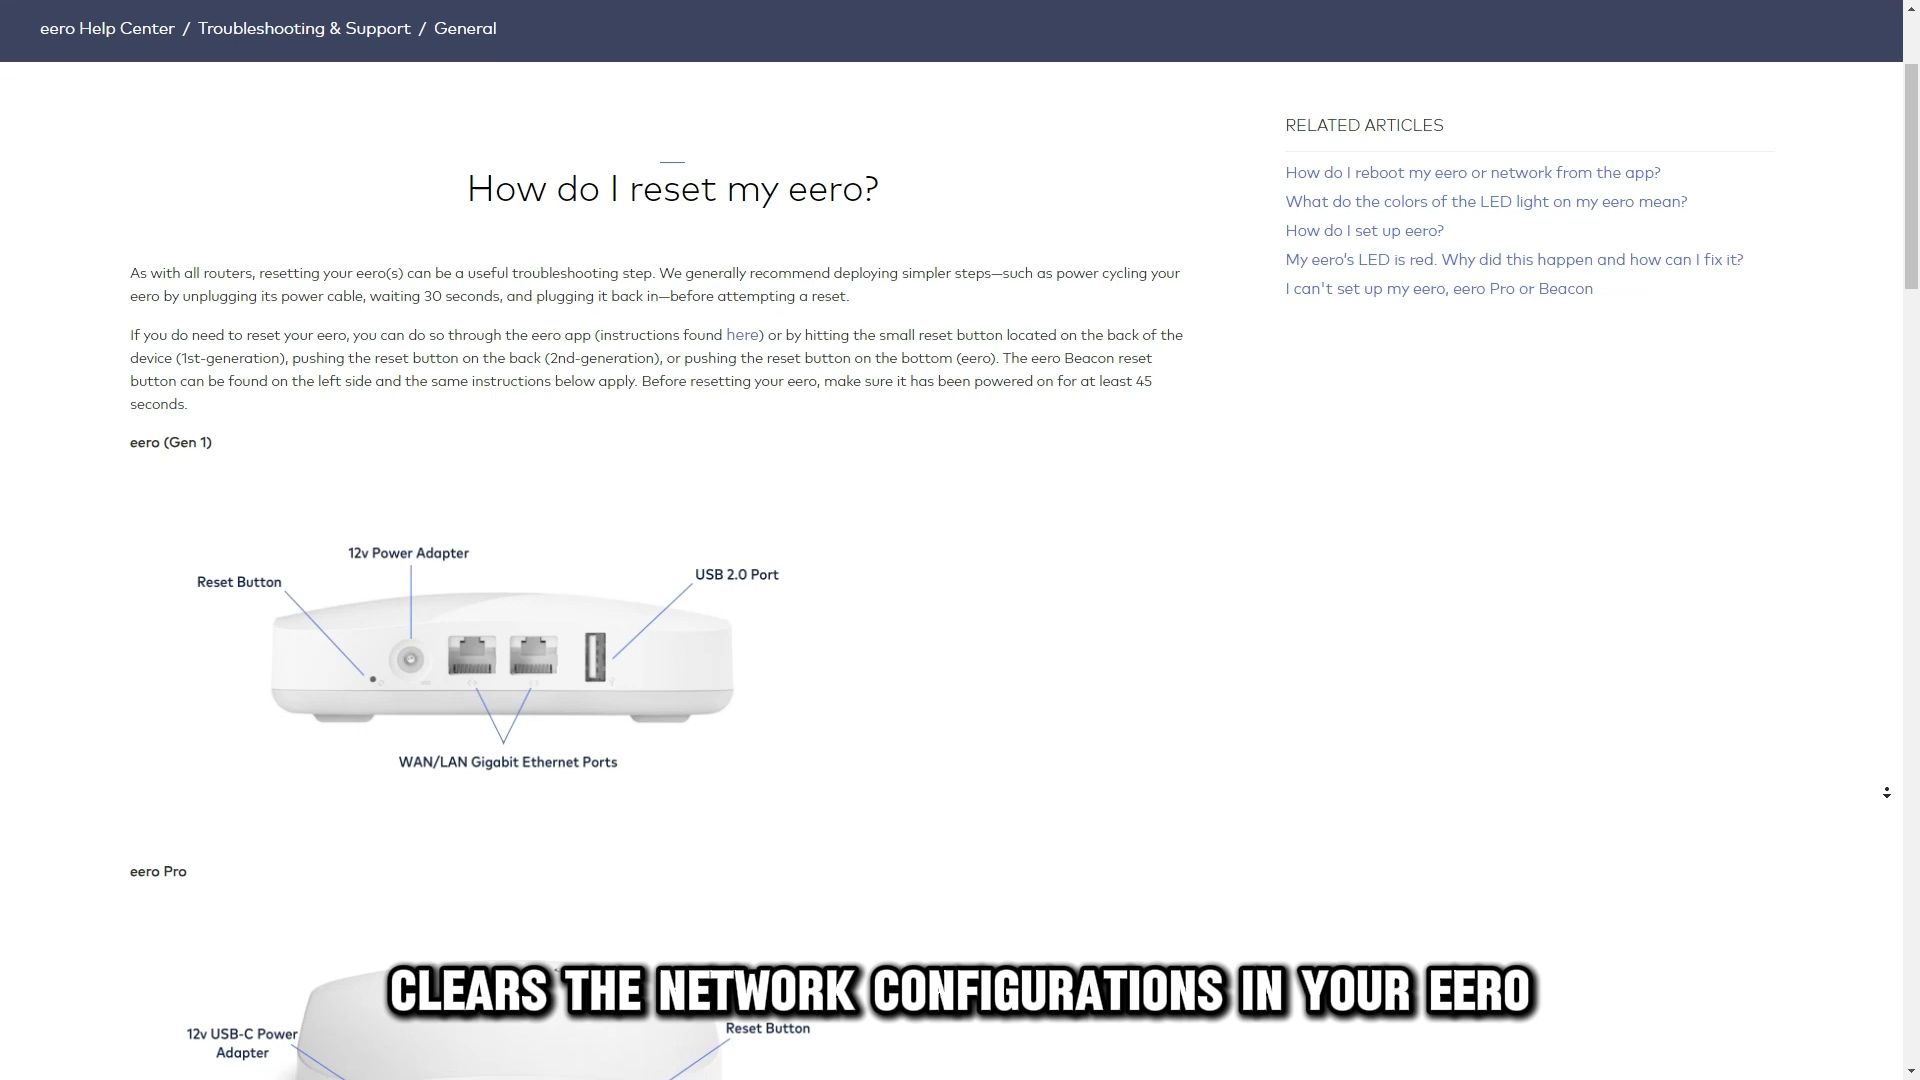 eero Help Center / Troubleshooting & Support / General
RELATED ARTICLES
How do I reboot my eero or network from the app?
What do the colors of the LED light on my eero mean?
How do I set up eero?
My eero's LED is red. Why did this happen and how can I fix it?
I can't set up my eero, eero Pro or Beacon
How do I reset my eero?
As with all routers, resetting your eero(s) can be a useful troubleshooting step. We generally recommend deploying simpler steps—such as power cycling your
eero by unplugging its power cable, waiting 30 seconds, and plugging it back in—before attempting a reset.
If you do need to reset your eero, you can do so through the eero app (instructions found here) or by hitting the small reset button located on the back of the
device (1st-generation), pushing the reset button on the back (2nd-generation), or pushing the reset button on the bottom (eero). The eero Beacon reset
button can be found on the left side and the same instructions below apply. Before resetting your eero, make sure it has been powered on for at least 45
seconds.
eero (Gen 1)
12v Power Adapter
Reset Button
USB 2.0 Port
WAN/LAN Gigabit Ethernet Ports
eero Pro
CLEARS THE NETWORK CONFIGURATIONS IN YOUR EERO
12v USB-C Power
Adapter
Reset Button